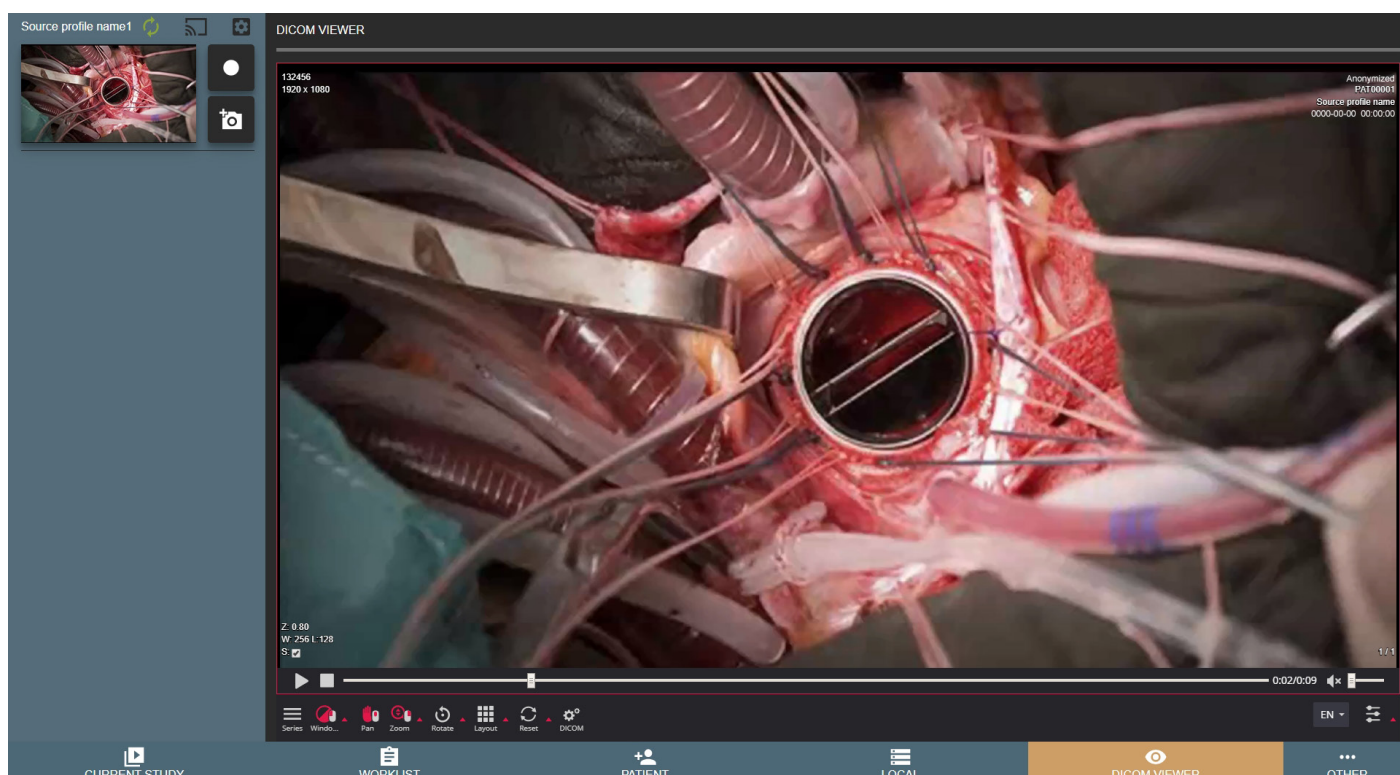 Source profile name1
DICOM VIEWER
132456
1920 x 1080
Anonymized
PAT00001
Source profile name
0000-00-00 00:00:00
Z: 0.80
W: 256 L: 128
S:
1 / 1
0:02/0:09
Series
Windo...
Pan
Zoom
Rotate
Layout
Reset
DICOM
EN
CURRENT STUDY
WORKLIST
PATIENT
LOCAL
DICOM VIEWER
OTHER